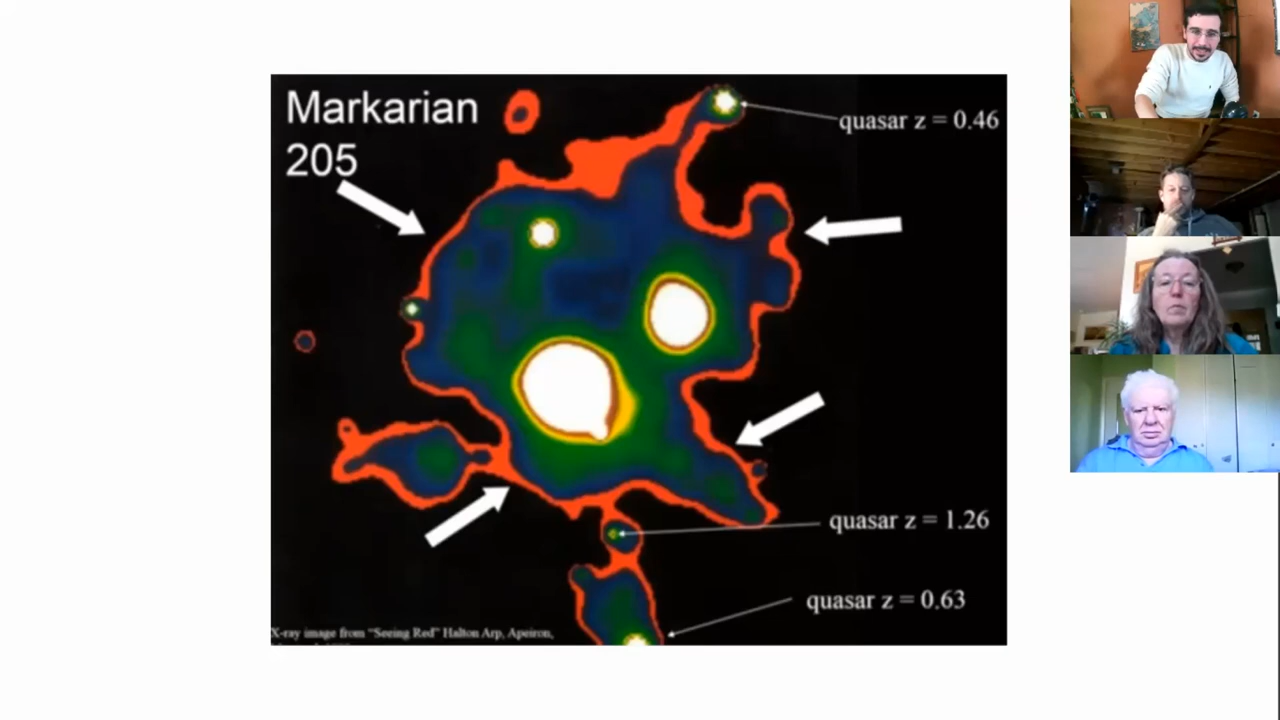 Markarian
205
quasar z = 0.46
quasar z = 1.26
quasar z = 0.63
X-ray image from "Seeing Red" Halton Arp, Apeiron,